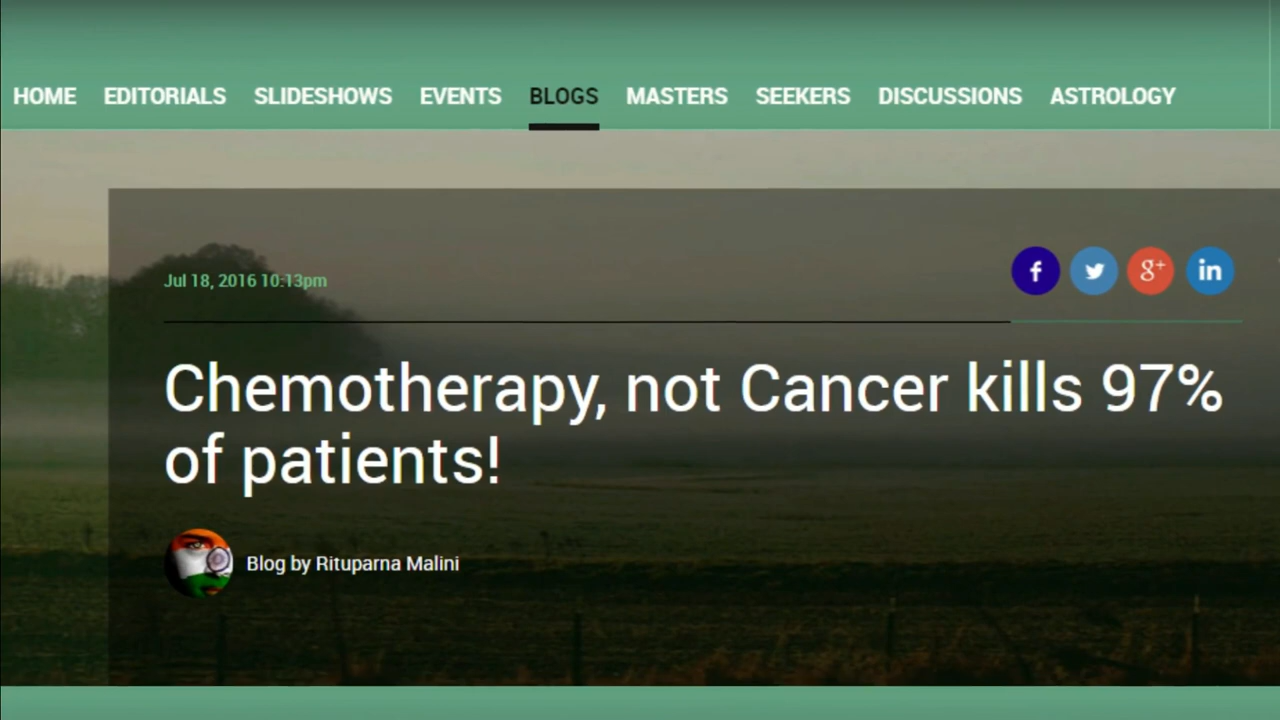 HOME EDITORIALS SLIDESHOWS EVENTS BLOGS MASTERS SEEKERS DISCUSSIONS ASTROLOGY
Jul 18, 2016 10:13pm
f g+ in
Chemotherapy, not Cancer kills 97%
of patients!
Blog by Rituparna Malini